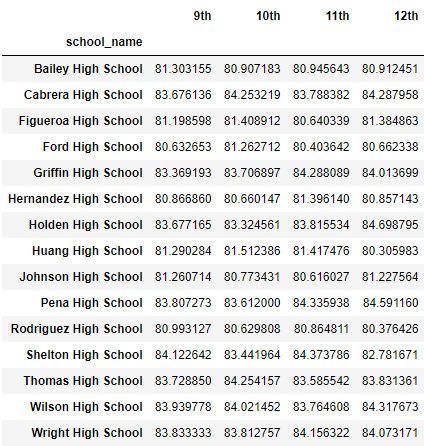 9th 10th 11th 12th
school_name
Bailey High School 81.303155 80.907183 80.945643 80.912451
Cabrera High School 83.676136 84.253219 83.788382 84.287958
Figueroa High School 81.198598 81.408912 80.640339 81.384863
Ford High School 80.632653 81.262712 80.403642 80.662338
Griffin High School 83.369193 83.706897 84.288089 84.013699
Hernandez High School 80.866860 80.660147 81.396140 80.857143
Holden High School 83.677165 83.324561 83.815534 84.698795
Huang High School 81.290284 81.512386 81.417476 80.305983
Johnson High School 81.260714 80.773431 80.616027 81.227564
Pena High School 83.807273 83.612000 84.335938 84.591160
Rodriguez High School 80.993127 80.629808 80.864811 80.376426
Shelton High School 84.122642 83.441964 84.373786 82.781671
Thomas High School 83.728850 84.254157 83.585542 83.831361
Wilson High School 83.939778 84.021452 83.764608 84.317673
Wright High School 83.833333 83.812757 84.156322 84.073171